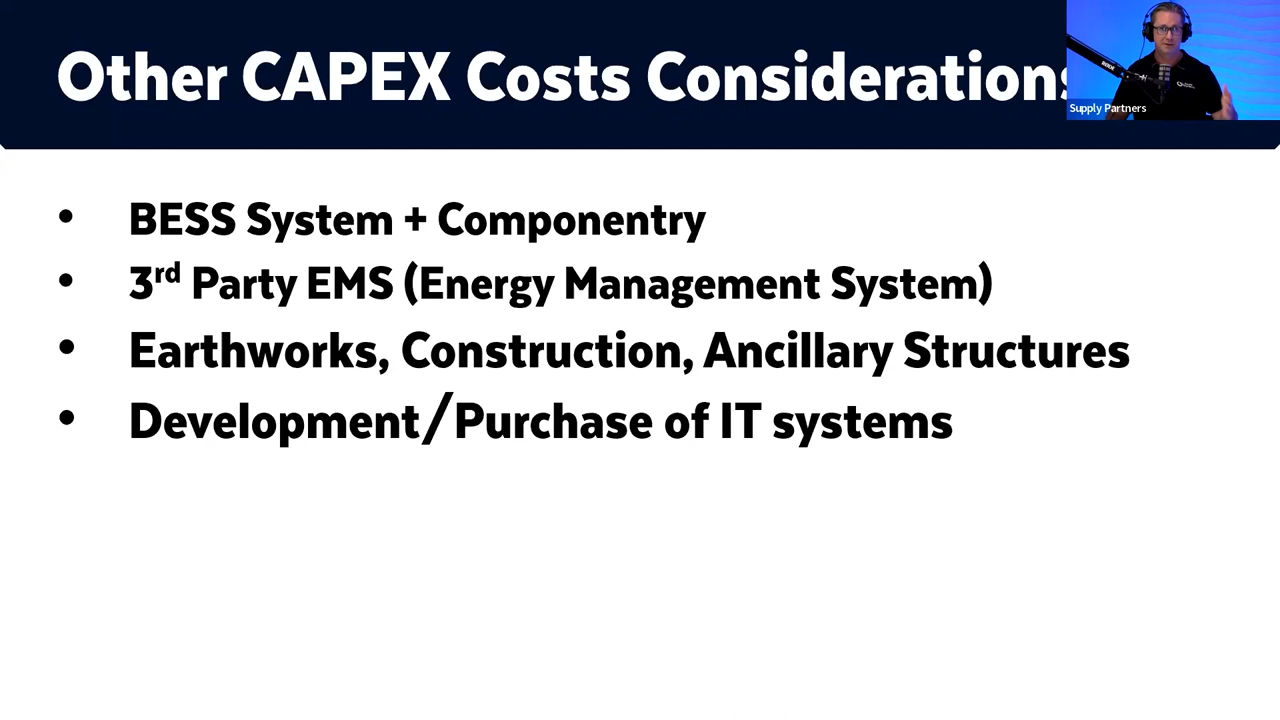 Other CAPEX Costs Considerations
Supply Partners
• BESS System + Componentry
• 3rd Party EMS (Energy Management System)
• Earthworks, Construction, Ancillary Structures
• Development/Purchase of IT systems